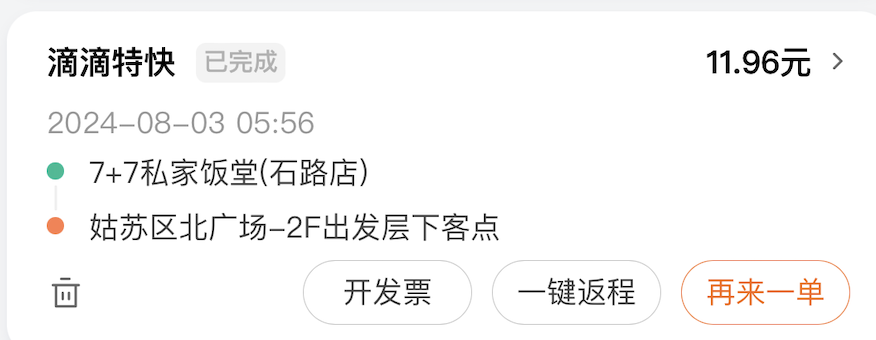 滴滴特快 已完成 11.96元
2024-08-03 05:56
7+7私家饭堂(石路店)
姑苏区北广场-2F出发层下客点
开发票 一键返程 再来一单